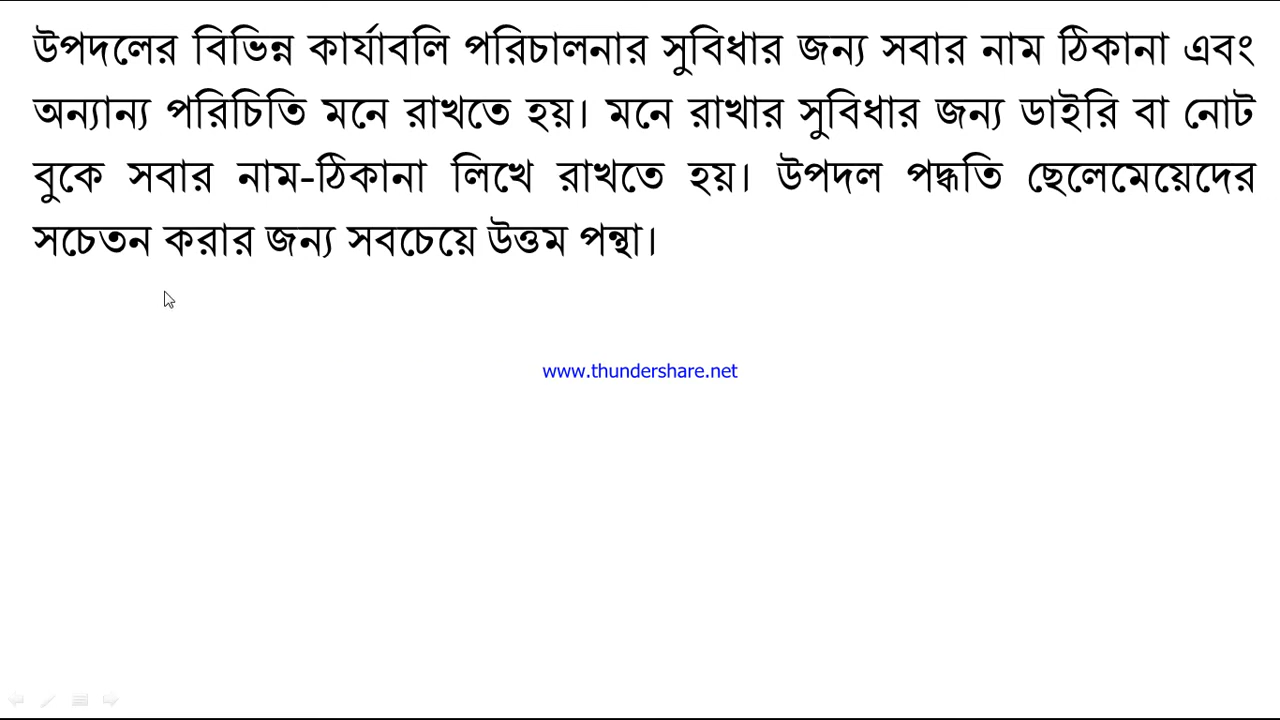 উপদলের বিভিন্ন কার্যাবলি পরিচালনার সুবিধার জন্য সবার নাম ঠিকানা এবং
অন্যান্য পরিচিতি মনে রাখতে হয়। মনে রাখার সুবিধার জন্য ডাইরি বা নোট
বুকে সবার নাম-ঠিকানা লিখে রাখতে হয়। উপদল পদ্ধতি ছেলেমেয়েদের
সচেতন করার জন্য সবচেয়ে উত্তম পন্থা।
www.thundershare.net